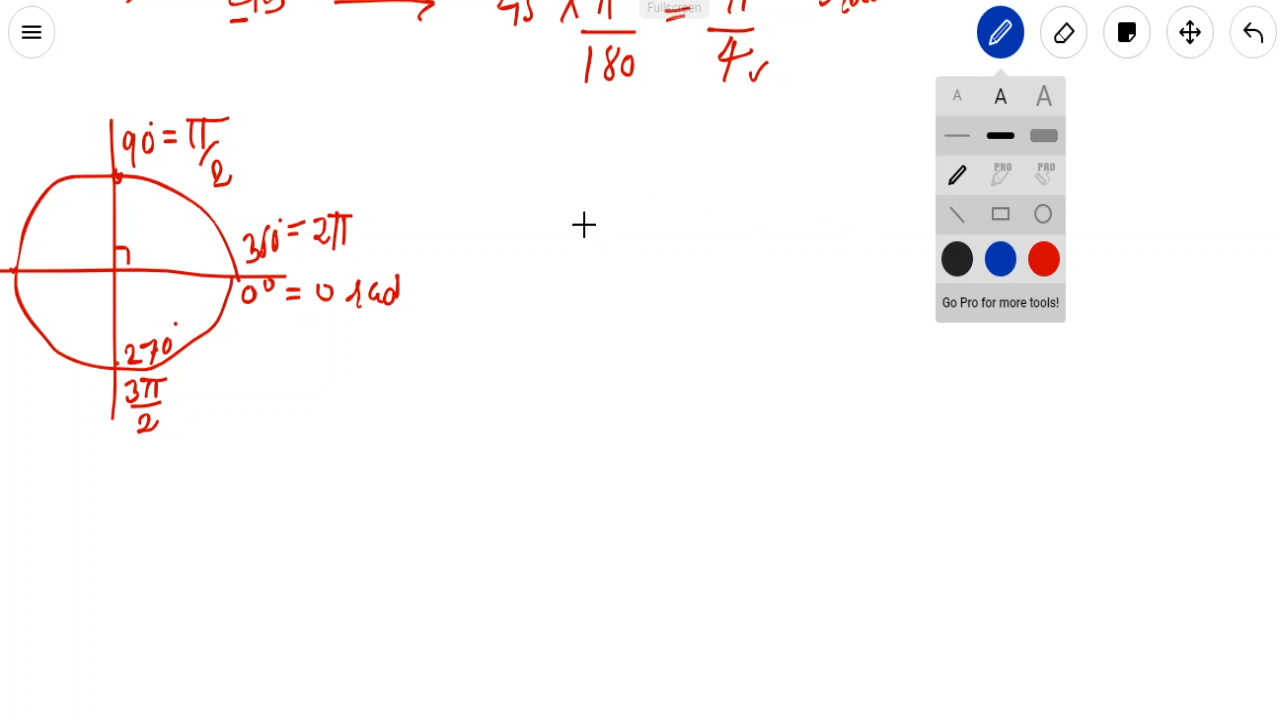 45 × π/180 = π/4
Fullscreen
90° = π/2
360° = 2π
0° = 0 rad
270°
3π/2
A A A
PRO PRO
Go Pro for more tools!